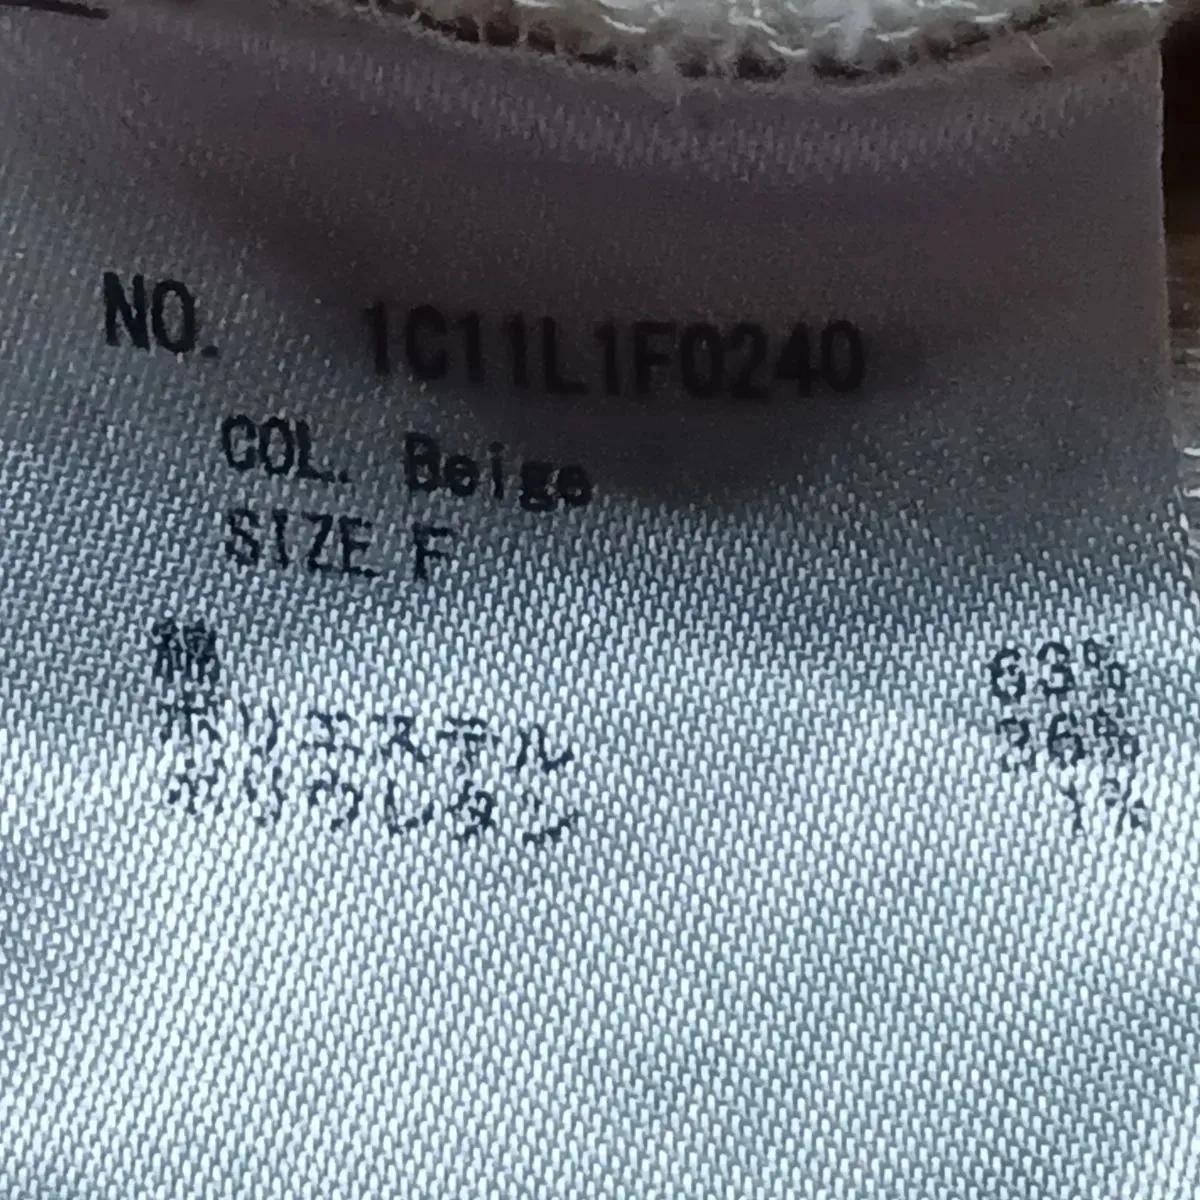 NO. 1C11L1F0240
COL. Beige
SIZE F
綿 63%
ポリエステル 36%
ポリウレタン 1%